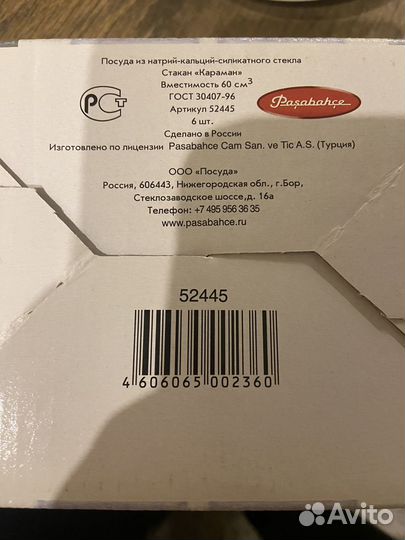 Посуда из натрий-кальций-силикатного стекла
Стакан «Караман»
Вместимость 60 см³
ГОСТ 30407-96
Артикул 52445
6 шт.
Сделано в России
Изготовлено по лицензии Pasabahce Cam San. ve Tic A.S. (Турция)
РСТ
Paşabahçe
ООО «Посуда»
Россия, 606443, Нижегородская обл., г.Бор,
Стеклозаводское шоссе,д. 16а
Телефон: +7 495 956 36 35
www.pasabahce.ru
52445
4 606065 002360
Avito